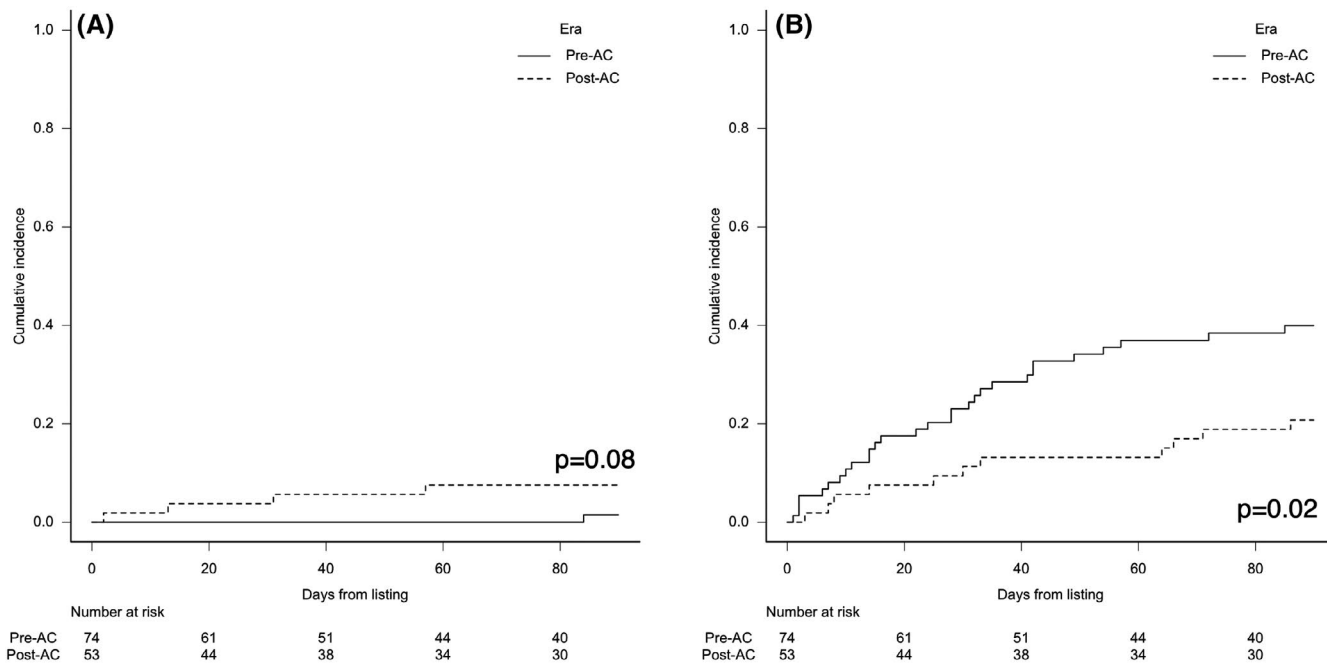 (A)
Era
Pre-AC
Post-AC
1.0
0.8
0.6
0.4
0.2
0.0
Cumulative incidence
p=0.08
0 20 40 60 80
Days from listing
Number at risk
Pre-AC 74 61 51 44 40
Post-AC 53 44 38 34 30
(B)
Era
Pre-AC
Post-AC
1.0
0.8
0.6
0.4
0.2
0.0
Cumulative incidence
p=0.02
0 20 40 60 80
Days from listing
Number at risk
Pre-AC 74 61 51 44 40
Post-AC 53 44 38 34 30